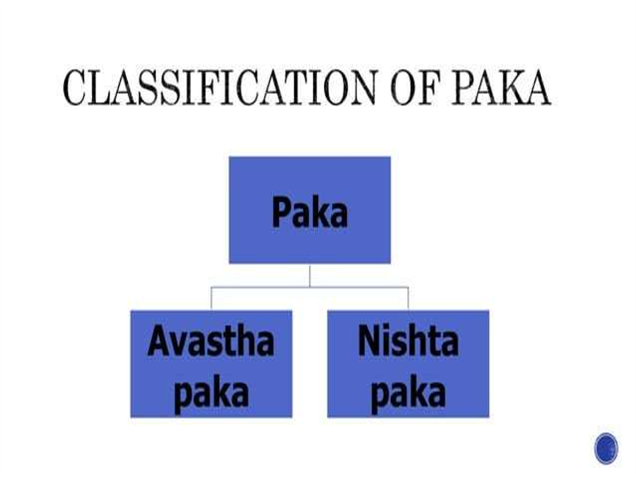 CLASSIFICATION OF PAKA
Paka
Avastha
paka
Nishta
paka